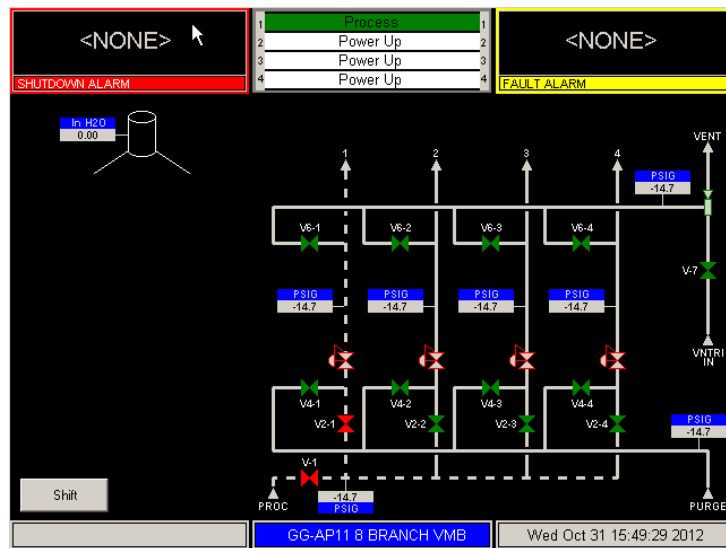 <NONE>
SHUTDOWN ALARM
1 Process 1
2 Power Up 2
3 Power Up 3
4 Power Up 4
<NONE>
FAULT ALARM
In H2O
0.00
VENT
1 2 3 4
PSIG
-14.7
V6-1 V6-2 V6-3 V6-4
V-7
PSIG PSIG PSIG PSIG
-14.7 -14.7 -14.7 -14.7
VNTRI
IN
V4-1 V4-2 V4-3 V4-4
V2-1 V2-2 V2-3 V2-4
PSIG
-14.7
V-1
Shift
-14.7
PSIG
PROC
PURGE
GG-AP11 8 BRANCH VMB
Wed Oct 31 15:49:29 2012